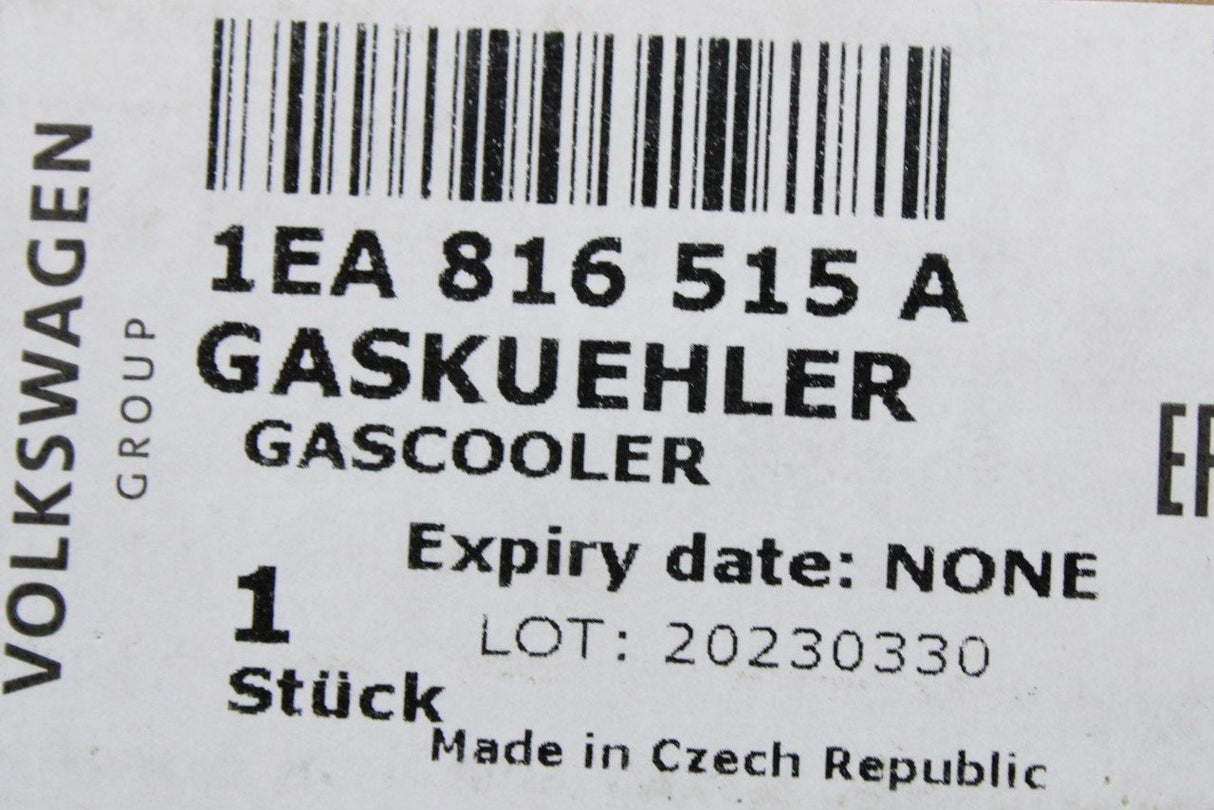 VOLKSWAGEN
GROUP
1EA 816 515 A
GASKUEHLER
GASCOOLER
Expiry date: NONE
1
LOT: 20230330
Stück
Made in Czech Republic